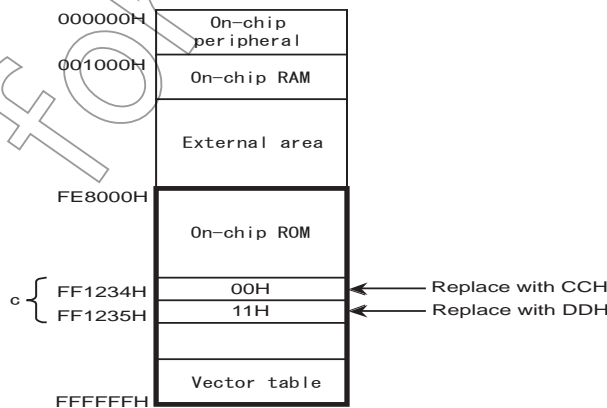 000000H
On-chip
peripheral
001000H
On-chip RAM
External area
FE8000H
On-chip ROM
c
FF1234H 00H Replace with CCH
FF1235H 11H Replace with DDH
Vector table
FFFFFFH
for